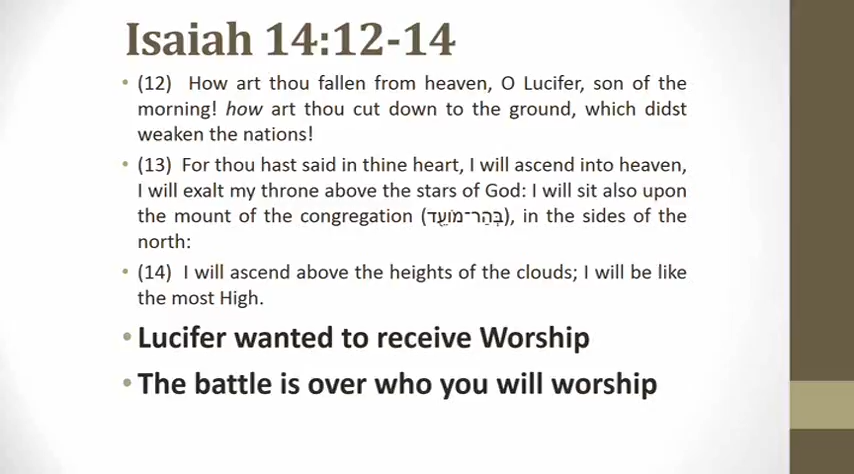 Isaiah 14:12-14
• (12) How art thou fallen from heaven, O Lucifer, son of the
morning! how art thou cut down to the ground, which didst
weaken the nations!
• (13) For thou hast said in thine heart, I will ascend into heaven,
I will exalt my throne above the stars of God: I will sit also upon
the mount of the congregation (בְּהַר־מוֹעֵד), in the sides of the
north:
• (14) I will ascend above the heights of the clouds; I will be like
the most High.
• Lucifer wanted to receive Worship
• The battle is over who you will worship